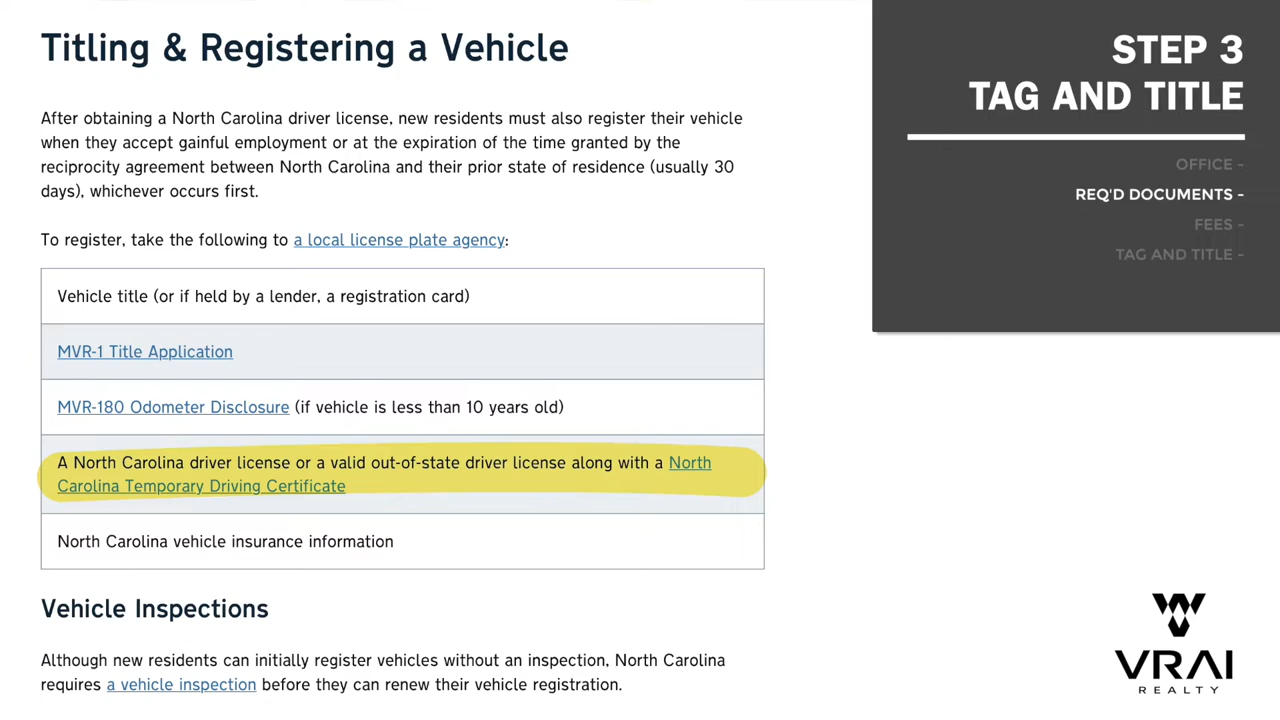 Titling & Registering a Vehicle
After obtaining a North Carolina driver license, new residents must also register their vehicle
when they accept gainful employment or at the expiration of the time granted by the
reciprocity agreement between North Carolina and their prior state of residence (usually 30
days), whichever occurs first.
To register, take the following to a local license plate agency:
Vehicle title (or if held by a lender, a registration card)
MVR-1 Title Application
MVR-180 Odometer Disclosure (if vehicle is less than 10 years old)
A North Carolina driver license or a valid out-of-state driver license along with a North
Carolina Temporary Driving Certificate
North Carolina vehicle insurance information
Vehicle Inspections
Although new residents can initially register vehicles without an inspection, North Carolina
requires a vehicle inspection before they can renew their vehicle registration.
STEP 3
TAG AND TITLE
OFFICE -
REQ'D DOCUMENTS -
FEES -
TAG AND TITLE -
VRAI
REALTY